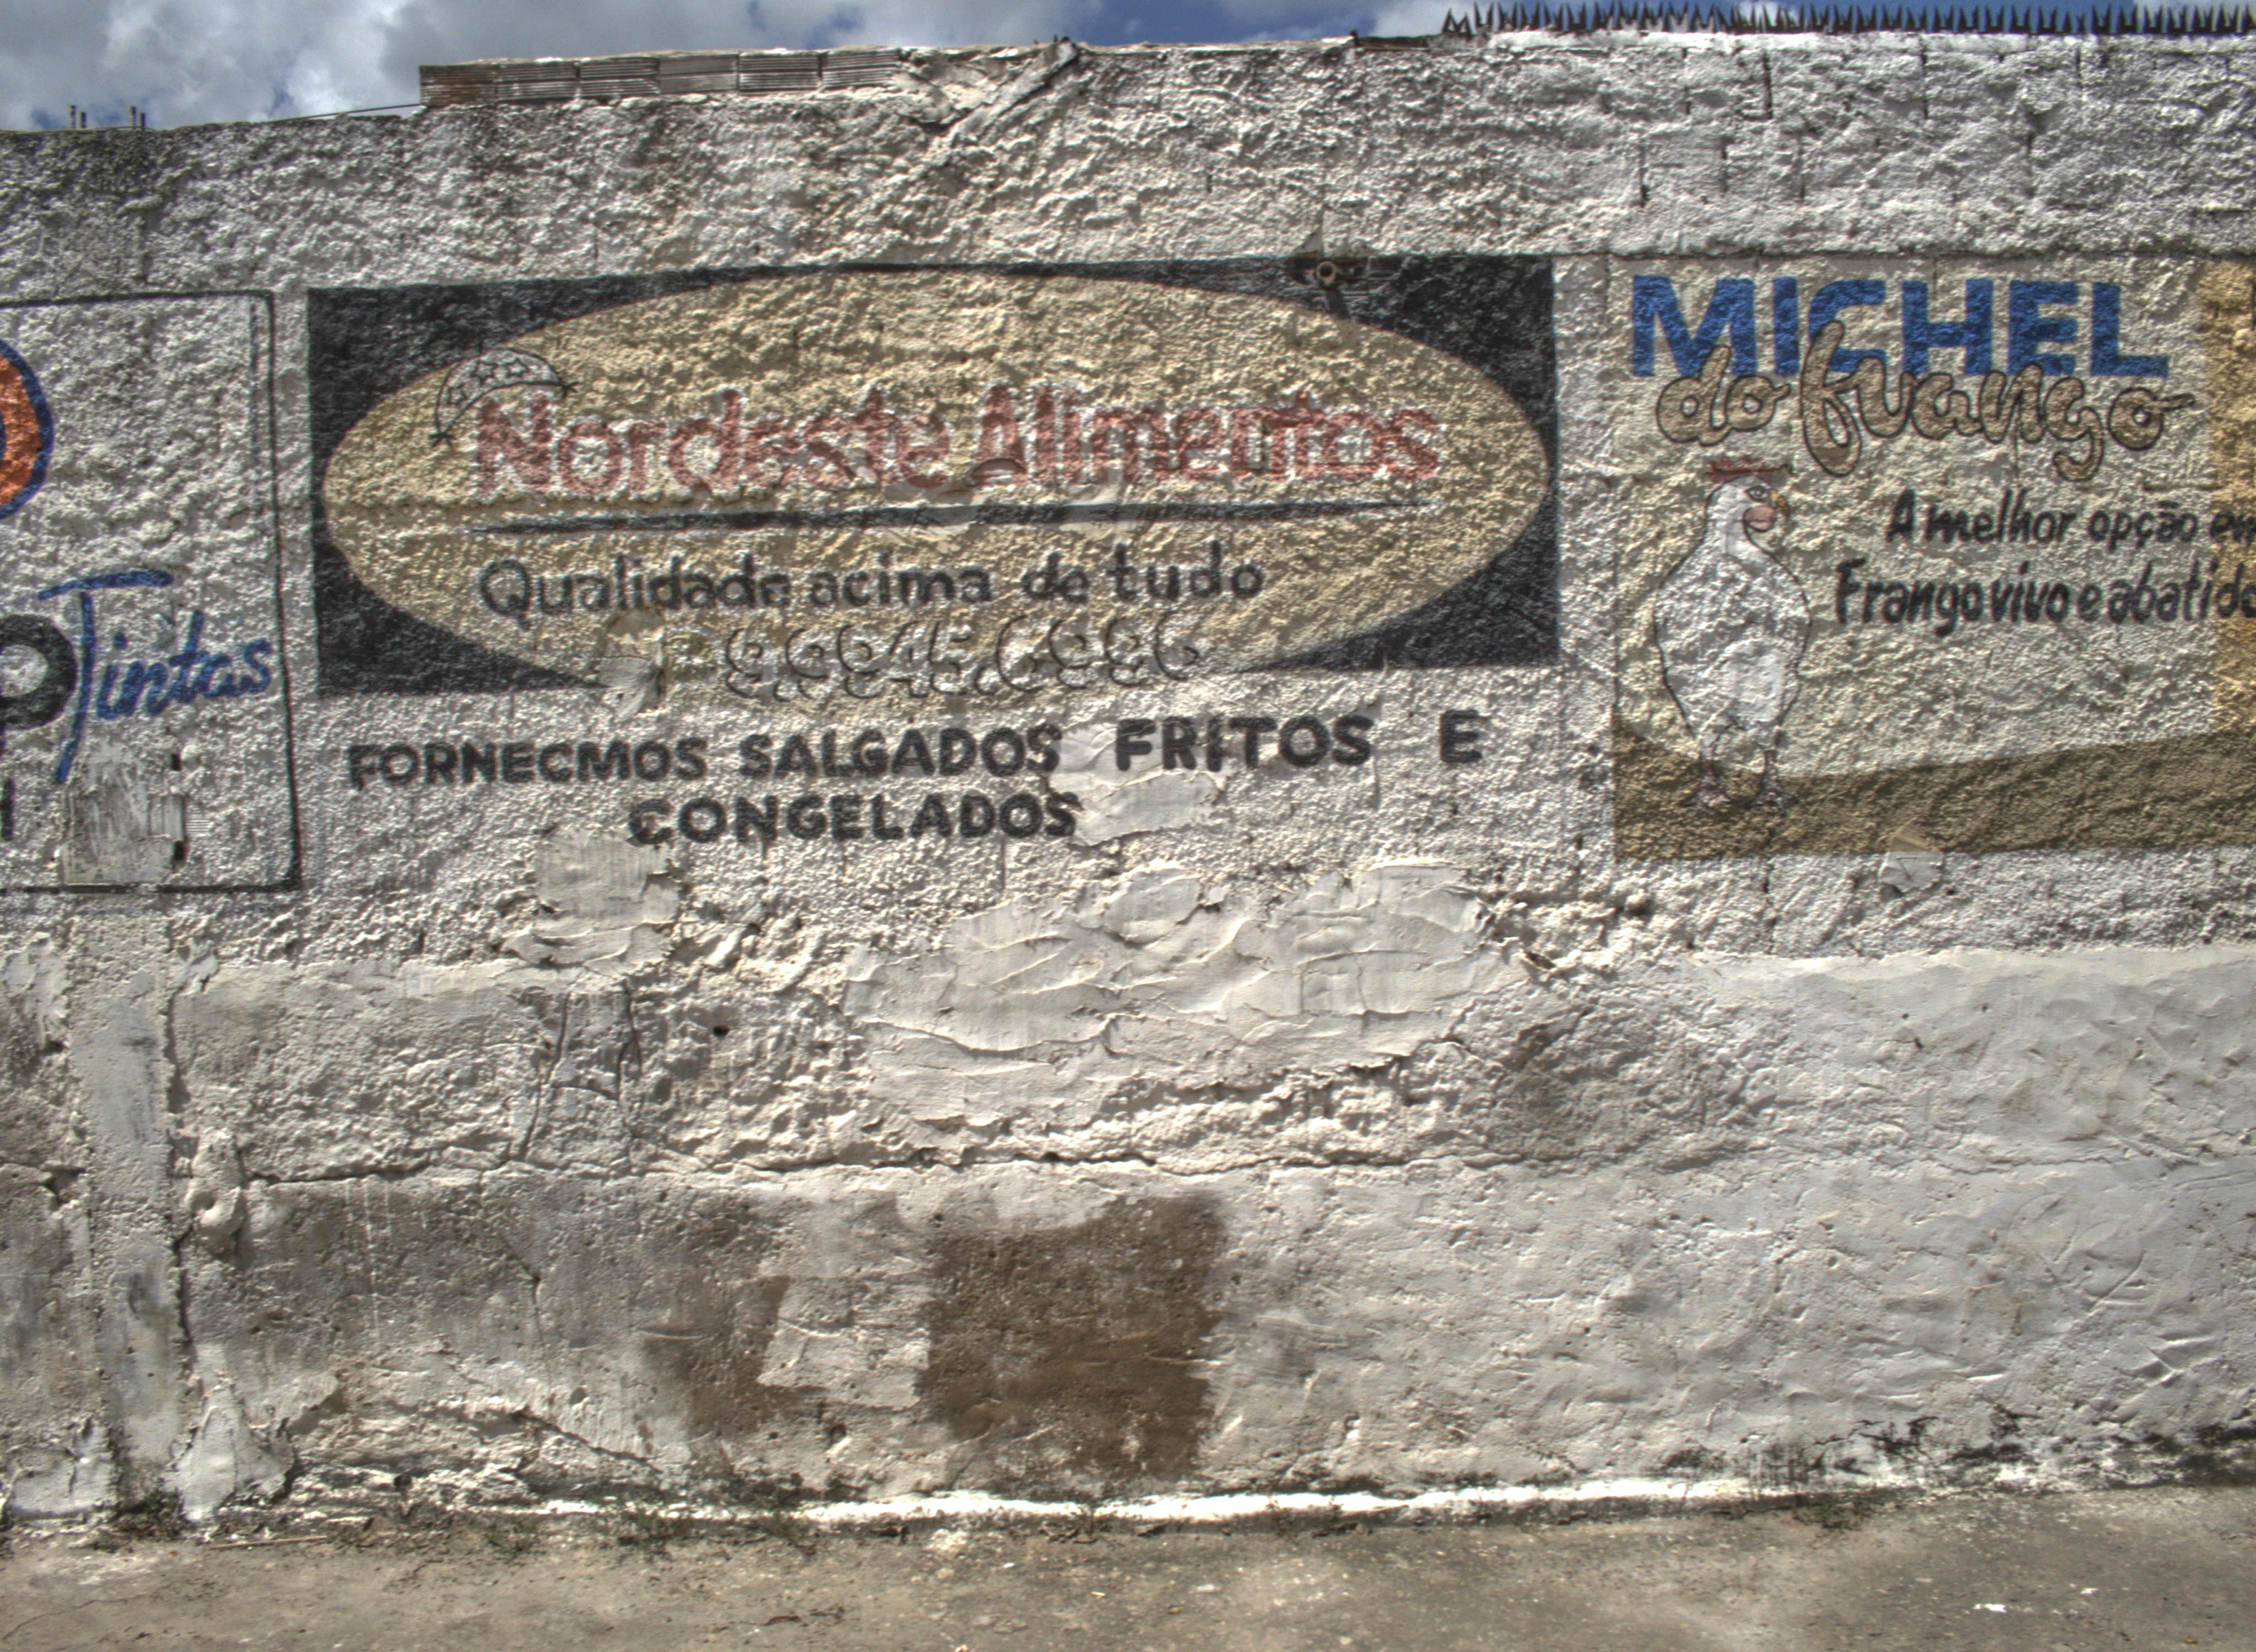 Tintas
Nordeste Alimentos
Qualidade acima de tudo
FORNECMOS SALGADOS FRITOS E
CONGELADOS
MICHEL
do frango
A melhor opção em
Frango vivo e abatido